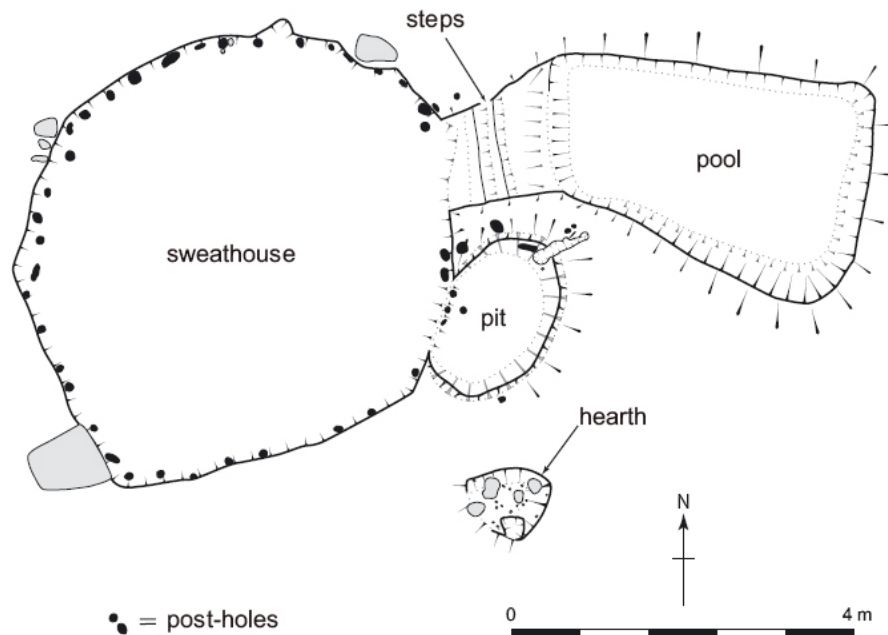 steps
pool
sweathouse
pit
hearth
N
= post-holes
0 4 m